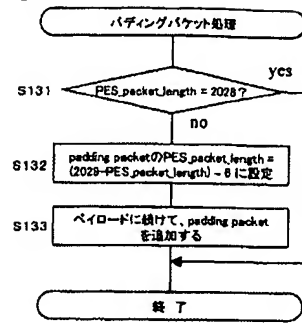 パディングパケット処理
S131
PES_packet_length = 2028?
yes
no
S132
padding packetのPES_packet_length =
(2029-PES_packet_length) - 6 に設定
S133
ペイロードに続けて、padding packet
を追加する
終了